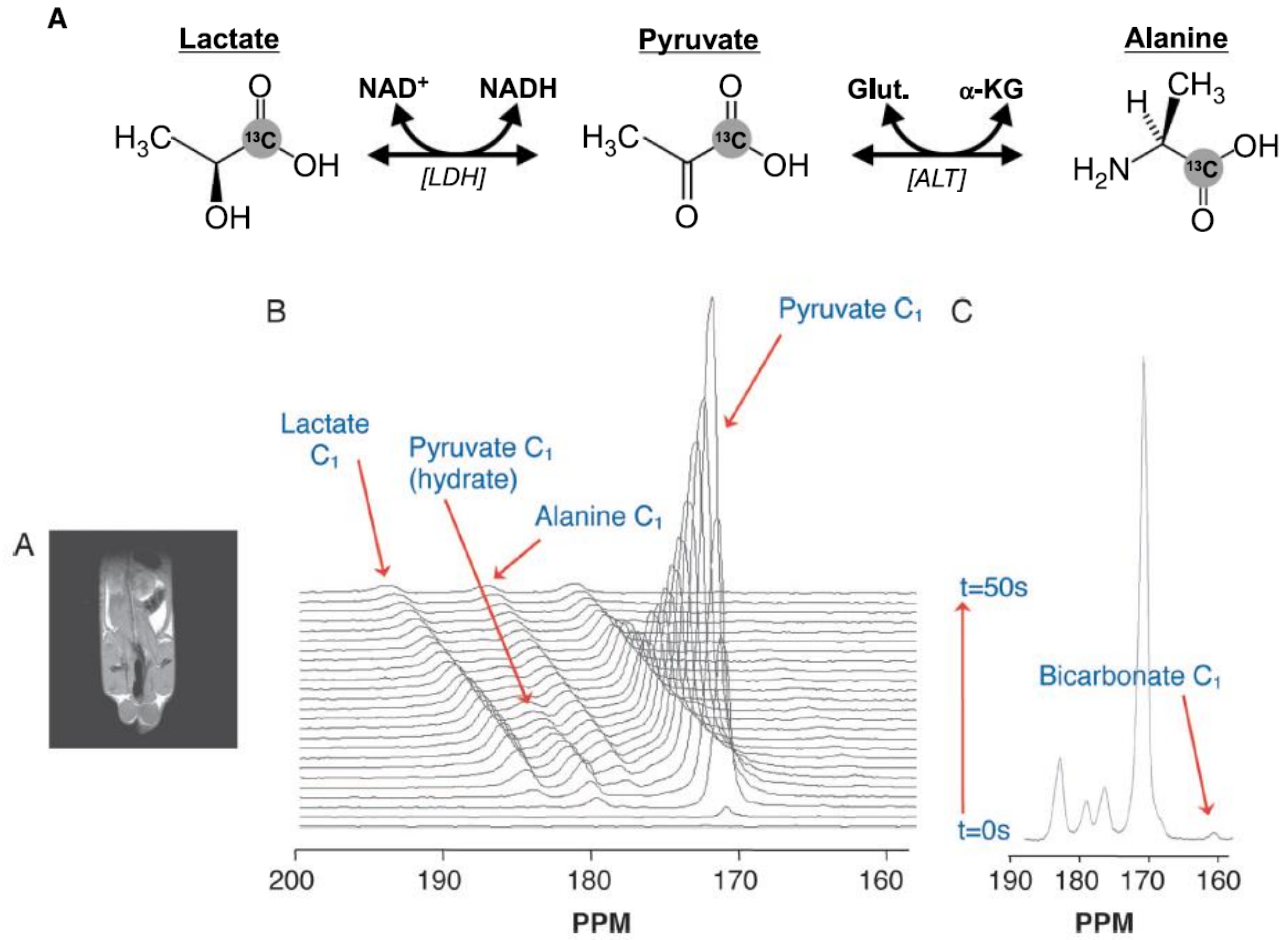 A
Lactate
Pyruvate
Alanine
O
NAD⁺ NADH
O
Glut. α-KG
H CH₃
H₃C ¹³C OH
[LDH]
H₃C ¹³C OH
[ALT]
H₂N ¹³C OH
OH
O
O
A
B
Pyruvate C₁
Lactate
C₁
Pyruvate C₁
(hydrate)
Alanine C₁
200 190 180 170 160
PPM
C
t=50s
Bicarbonate C₁
t=0s
190 180 170 160
PPM